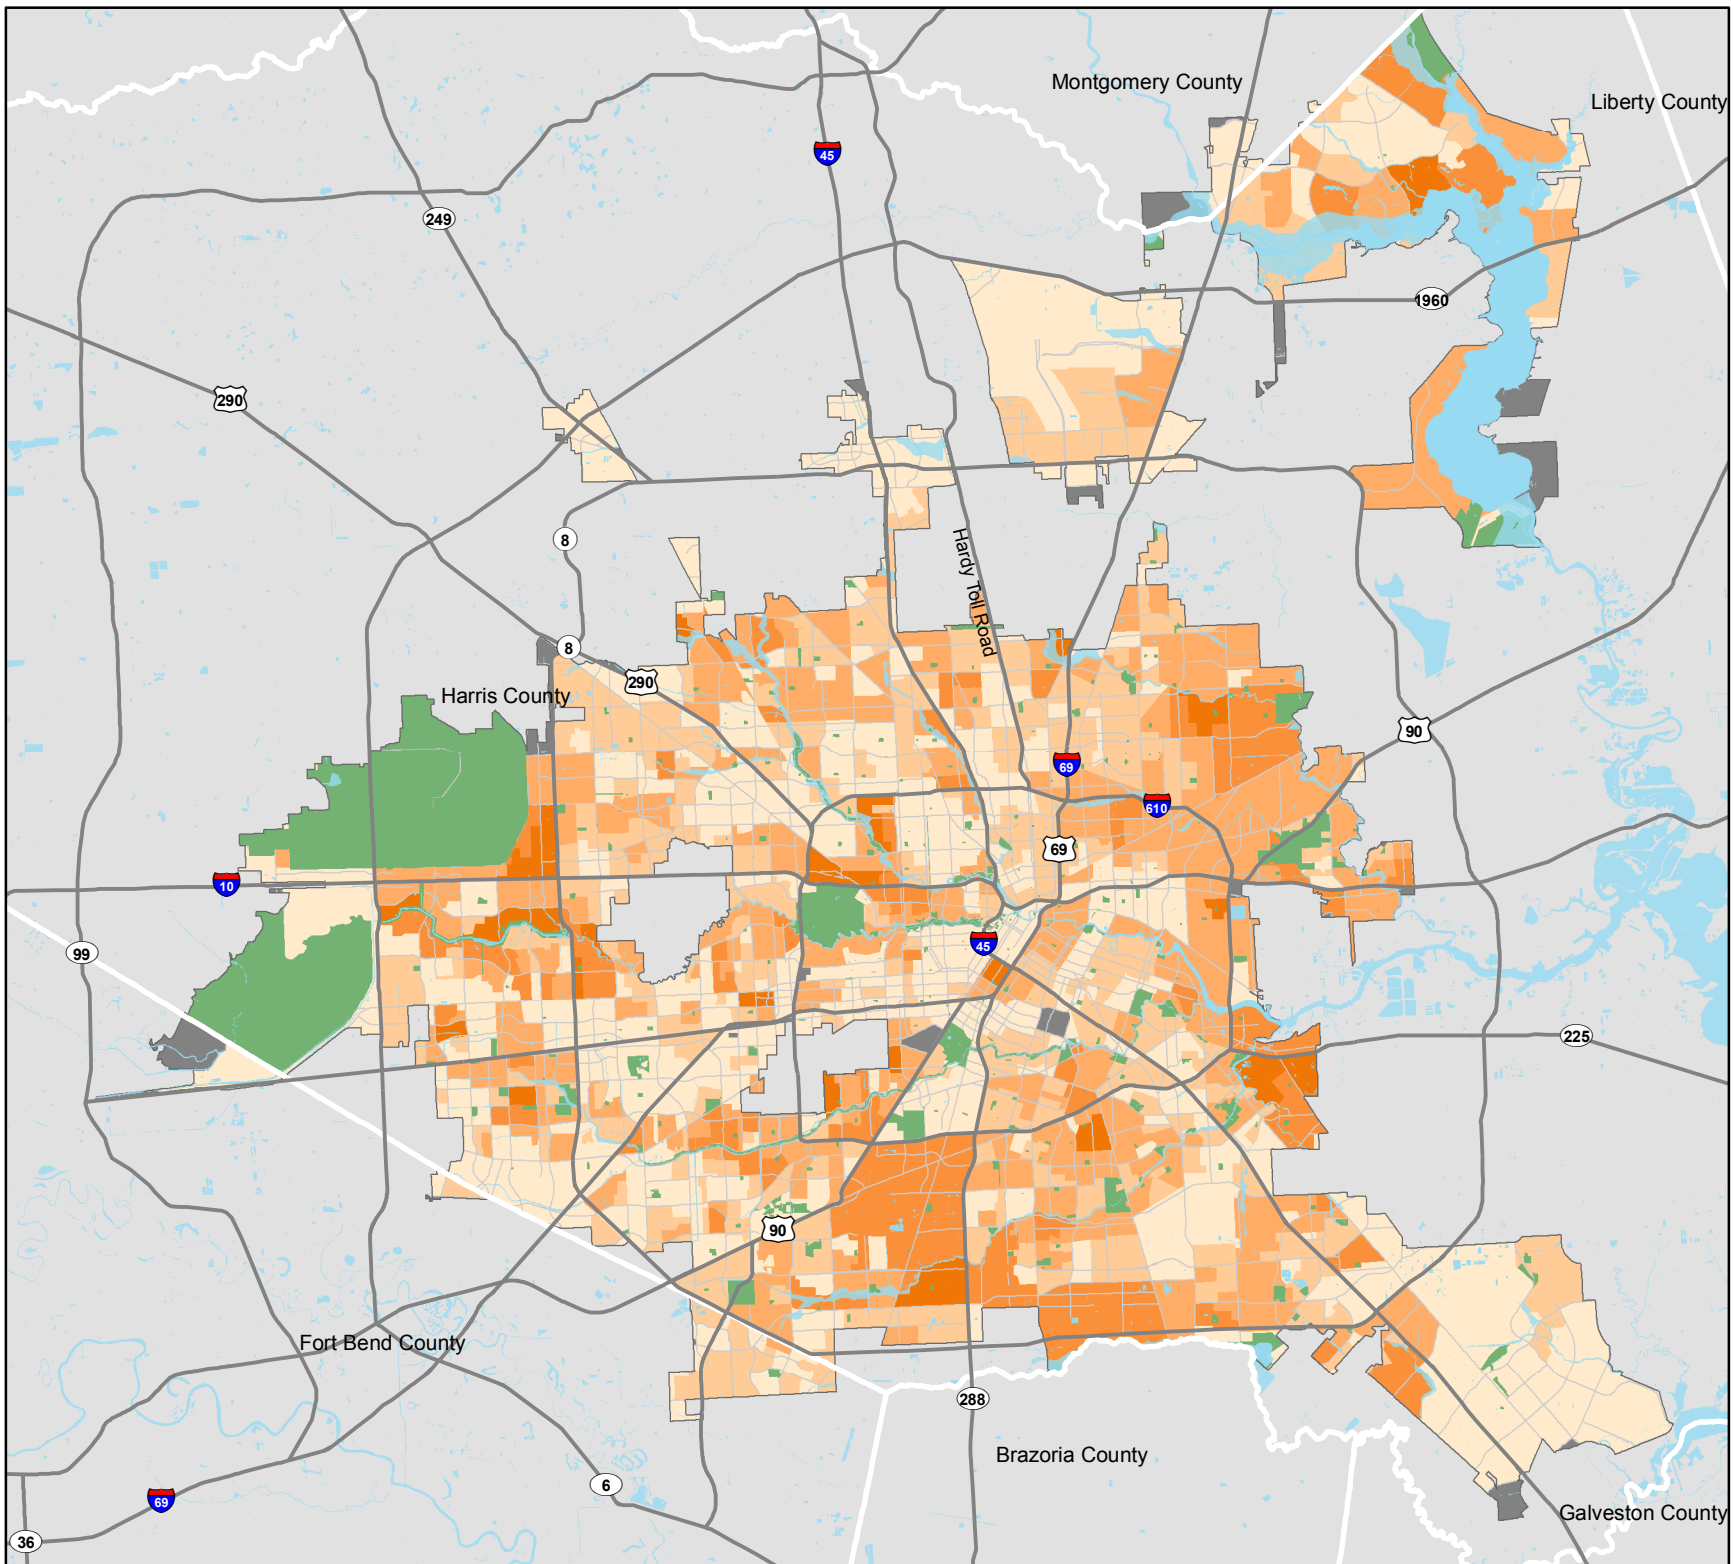 Montgomery County
Liberty County
45
249
1960
290
8
Hardy Toll Road
8
290
Harris County
90
69
610
69
10
45
99
225
90
Fort Bend County
288
Brazoria County
6
69
Galveston County
36